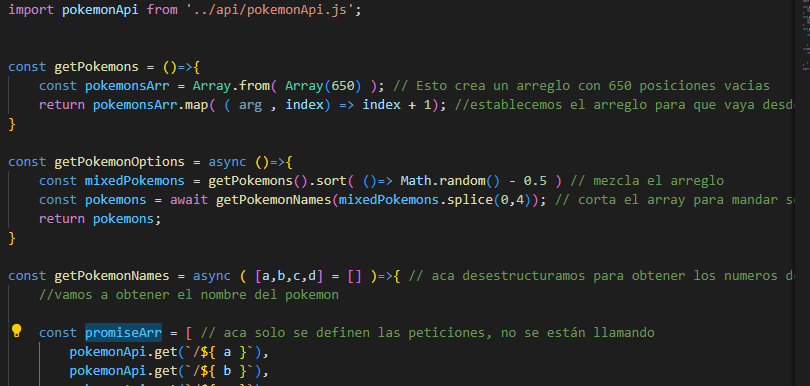 import pokemonApi from '../api/pokemonApi.js';
const getPokemons = ()=>{
const pokemonsArr = Array.from( Array(650) ); // Esto crea un arreglo con 650 posiciones vacias
return pokemonsArr.map( ( arg , index) => index + 1); //establecemos el arreglo para que vaya desd
}
const getPokemonOptions = async ()=>{
const mixedPokemons = getPokemons().sort( ()=> Math.random() - 0.5 ) // mezcla el arreglo
const pokemons = await getPokemonNames(mixedPokemons.splice(0,4)); // corta el array para mandar s
return pokemons;
}
const getPokemonNames = async ( [a,b,c,d] = [] )=>{ // aca desestructuramos para obtener los numeros d
//vamos a obtener el nombre del pokemon
const promiseArr = [ // aca solo se definen las peticiones, no se están llamando
pokemonApi.get(`/${ a }`),
pokemonApi.get(`/${ b }`),